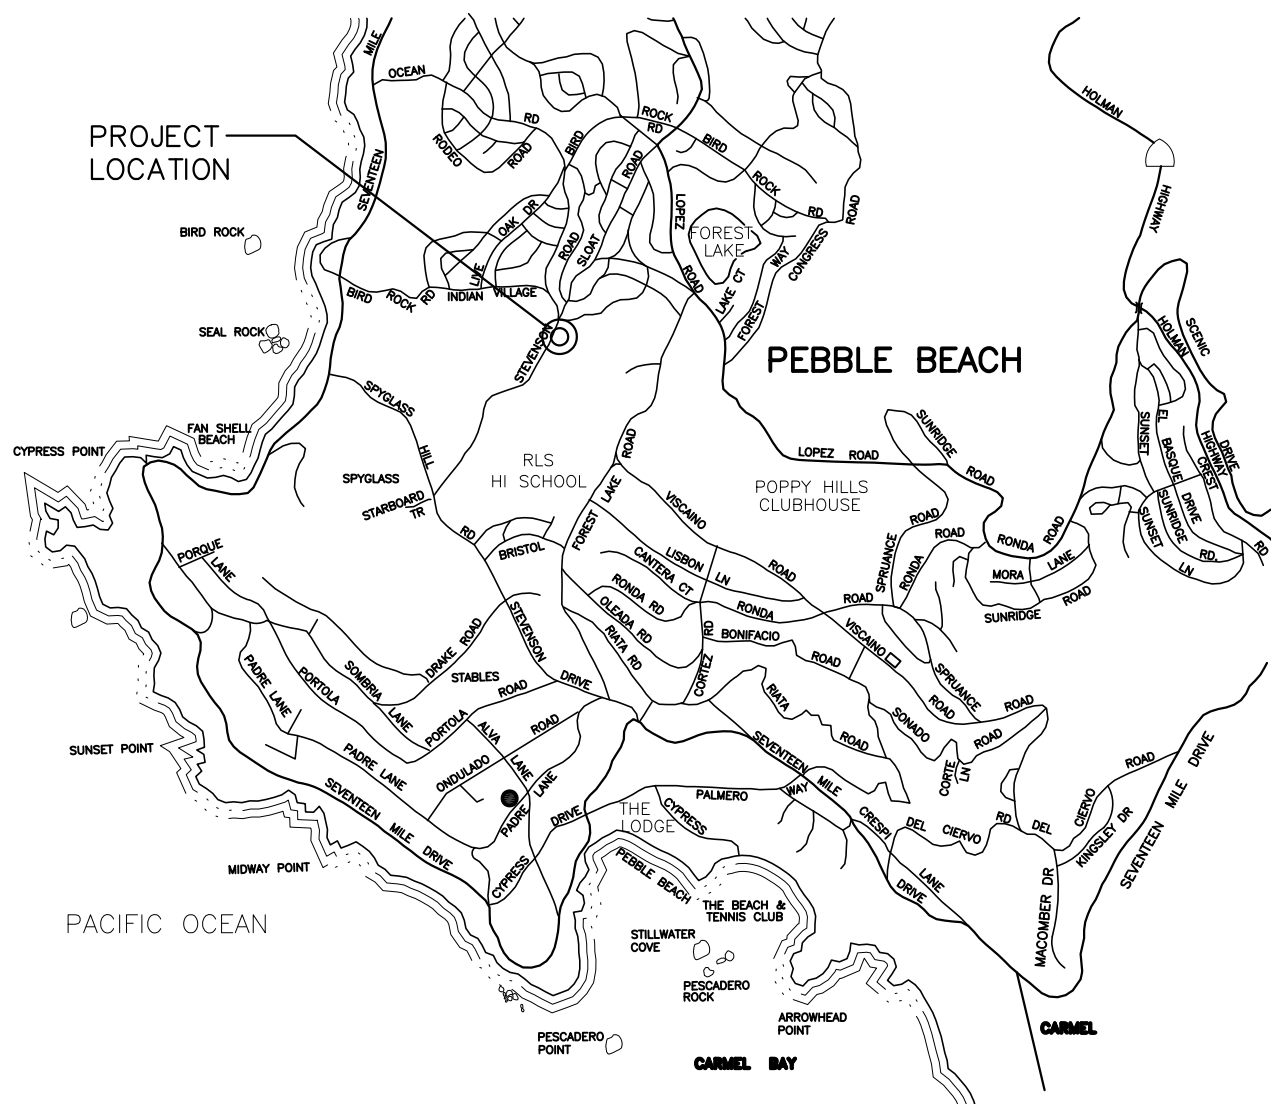 MILE
OCEAN
HOLMAN
PROJECT
LOCATION
RODEO
RD
ROAD
BIRD
ROCK
RD
BIRD
ROCK
RD
ROAD
SEVENTEEN
ROAD
LOPEZ
HIGHWAY
BIRD ROCK
OAK DR
LIVE
ROAD
SLOAT
FOREST
LAKE
ROAD
LAKE CT
WAY
CONGRESS
FOREST
BIRD
ROCK
RD
INDIAN
VILLAGE
SEAL ROCK
STEVENSON
PEBBLE BEACH
HOLMAN
SCENIC
SPYGLASS
HILL
FAN SHELL
BEACH
CYPRESS POINT
ROAD
SUNRIDGE
ROAD
LOPEZ
ROAD
SUNSET
EL
BASQUE
DRIVE
HIGHWAY
CREST
DRIVE
RD
RLS
HI SCHOOL
SPYGLASS
STARBOARD
TR
POPPY HILLS
CLUBHOUSE
LAKE
FOREST
VISCAINO
ROAD
RD
BRISTOL
LISBON
LN
CANTERA CT
ROAD
SPRUANCE
ROAD
RONDA
RONDA
ROAD
MORA
LANE
SUNRIDGE
ROAD
SUNSET
LN
SUNRIDGE
RD.
PORQUE
LANE
RONDA RD
OLEADA RD
RIATA RD
RONDA
ROAD
RD
CORTEZ
BONIFACIO
ROAD
VISCAINO
ROAD
SPRUANCE
ROAD
STEVENSON
DRIVE
DRAKE ROAD
STABLES
PADRE LANE
PORTOLA
SOMBRIA
LANE
PORTOLA
ROAD
ALVA
LANE
ROAD
ONDULADO
RIATA
ROAD
SONADO
ROAD
CORTE
LN
SUNSET POINT
PADRE LANE
SEVENTEEN
MILE
DRIVE
PADRE
LANE
DRIVE
CYPRESS
THE
LODGE
CYPRESS
PALMERO
WAY
SEVENTEEN
MILE
CRESPI
LANE
DRIVE
DEL
CIERVO
RD
DEL
CIERVO
ROAD
KINGSLEY DR
SEVENTEEN
MILE
DRIVE
MACOMBER DR
MIDWAY POINT
PEBBLE BEACH
THE BEACH &
TENNIS CLUB
PACIFIC OCEAN
STILLWATER
COVE
PESCADERO
ROCK
ARROWHEAD
POINT
PESCADERO
POINT
CARMEL
CARMEL BAY